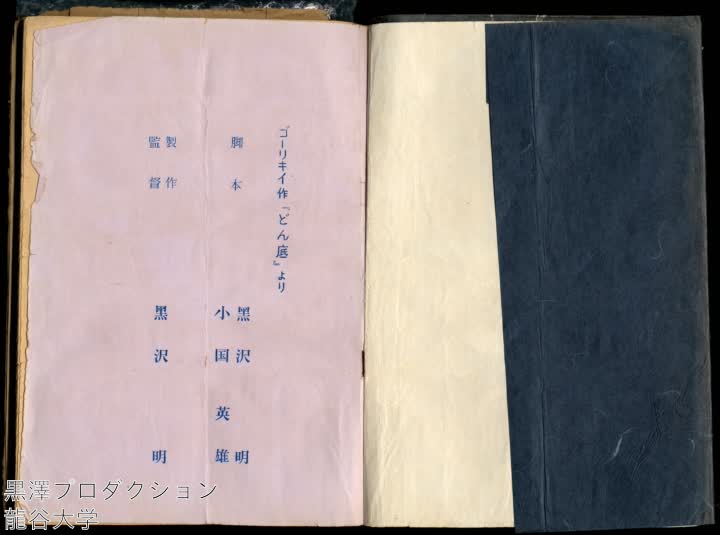 ゴーリキイ作『どん底』より
脚本
黑沢明
小国英雄
製作
監督
黑沢明
黒澤プロダクション
龍谷大学